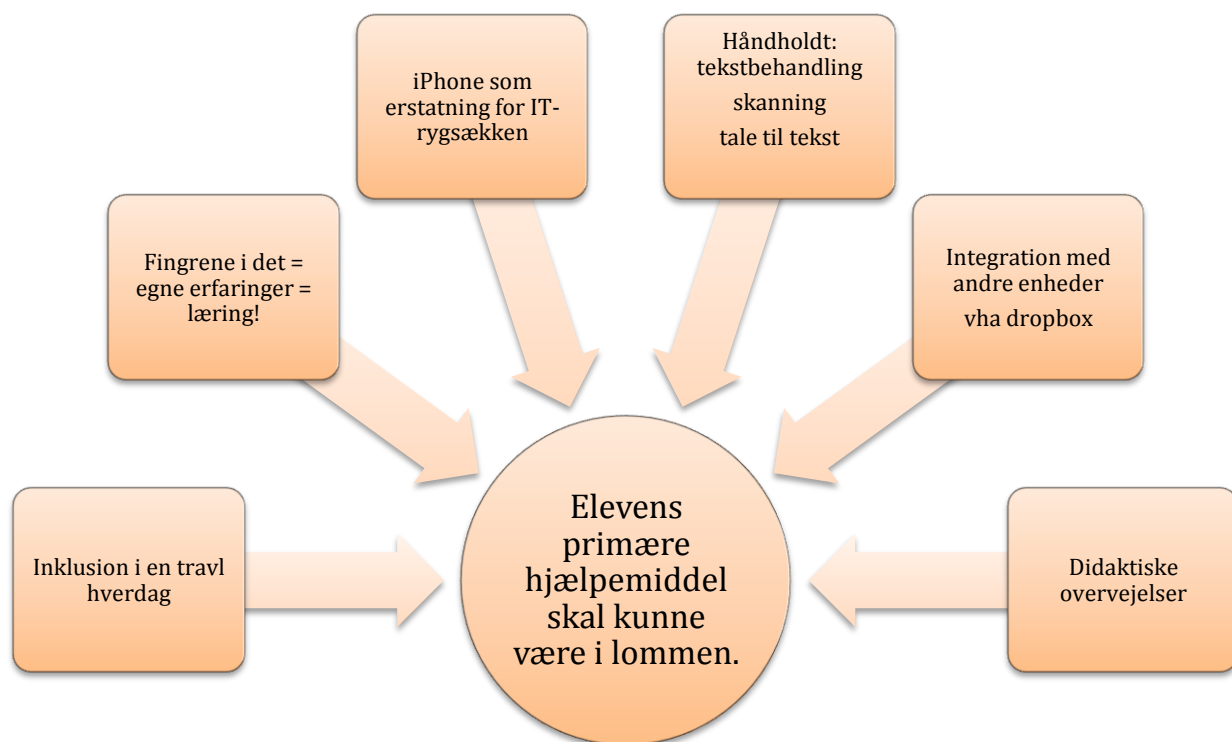 Håndholdt:
tekstbehandling
skanning
tale til tekst
iPhone som
erstatning for IT-
rygsækken
Fingrene i det =
egne erfaringer =
læring!
Integration med
andre enheder
vha dropbox
Inklusion i en travl
hverdag
Elevens
primære
hjælpemiddel
skal kunne
være i lommen.
Didaktiske
overvejelser